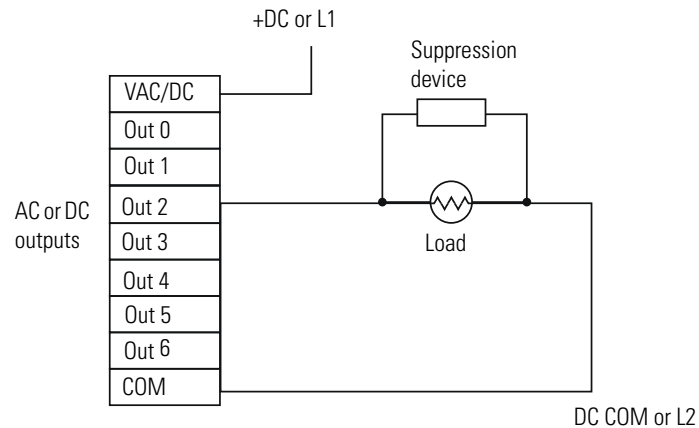 +DC or L1
Suppression
device
VAC/DC
Out 0
Out 1
Out 2
Out 3
Out 4
Out 5
Out 6
COM
AC or DC
outputs
Load
DC COM or L2